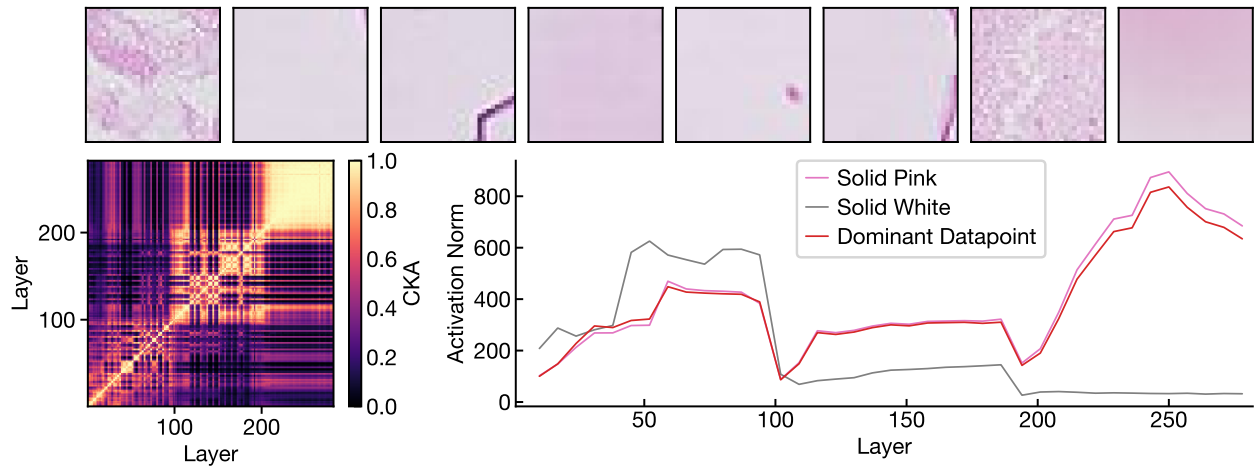 1.0
0.8
0.6
0.4
0.2
0.0
CKA
200
100
Layer
100 200
Layer
800
600
400
200
0
Activation Norm
Solid Pink
Solid White
Dominant Datapoint
50 100 150 200 250
Layer